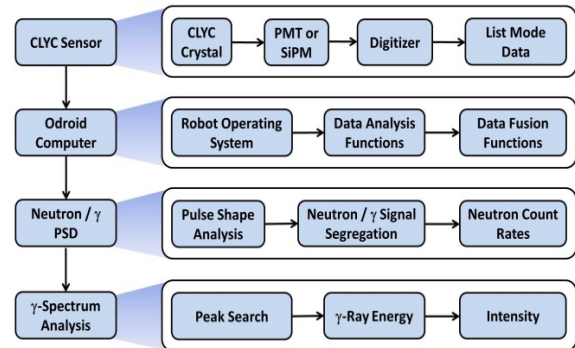 CLYC Sensor
CLYC
Crystal
PMT or
SiPM
Digitizer
List Mode
Data
Odroid
Computer
Robot Operating
System
Data Analysis
Functions
Data Fusion
Functions
Neutron / γ
PSD
Pulse Shape
Analysis
Neutron / γ Signal
Segregation
Neutron Count
Rates
γ-Spectrum
Analysis
Peak Search
γ-Ray Energy
Intensity